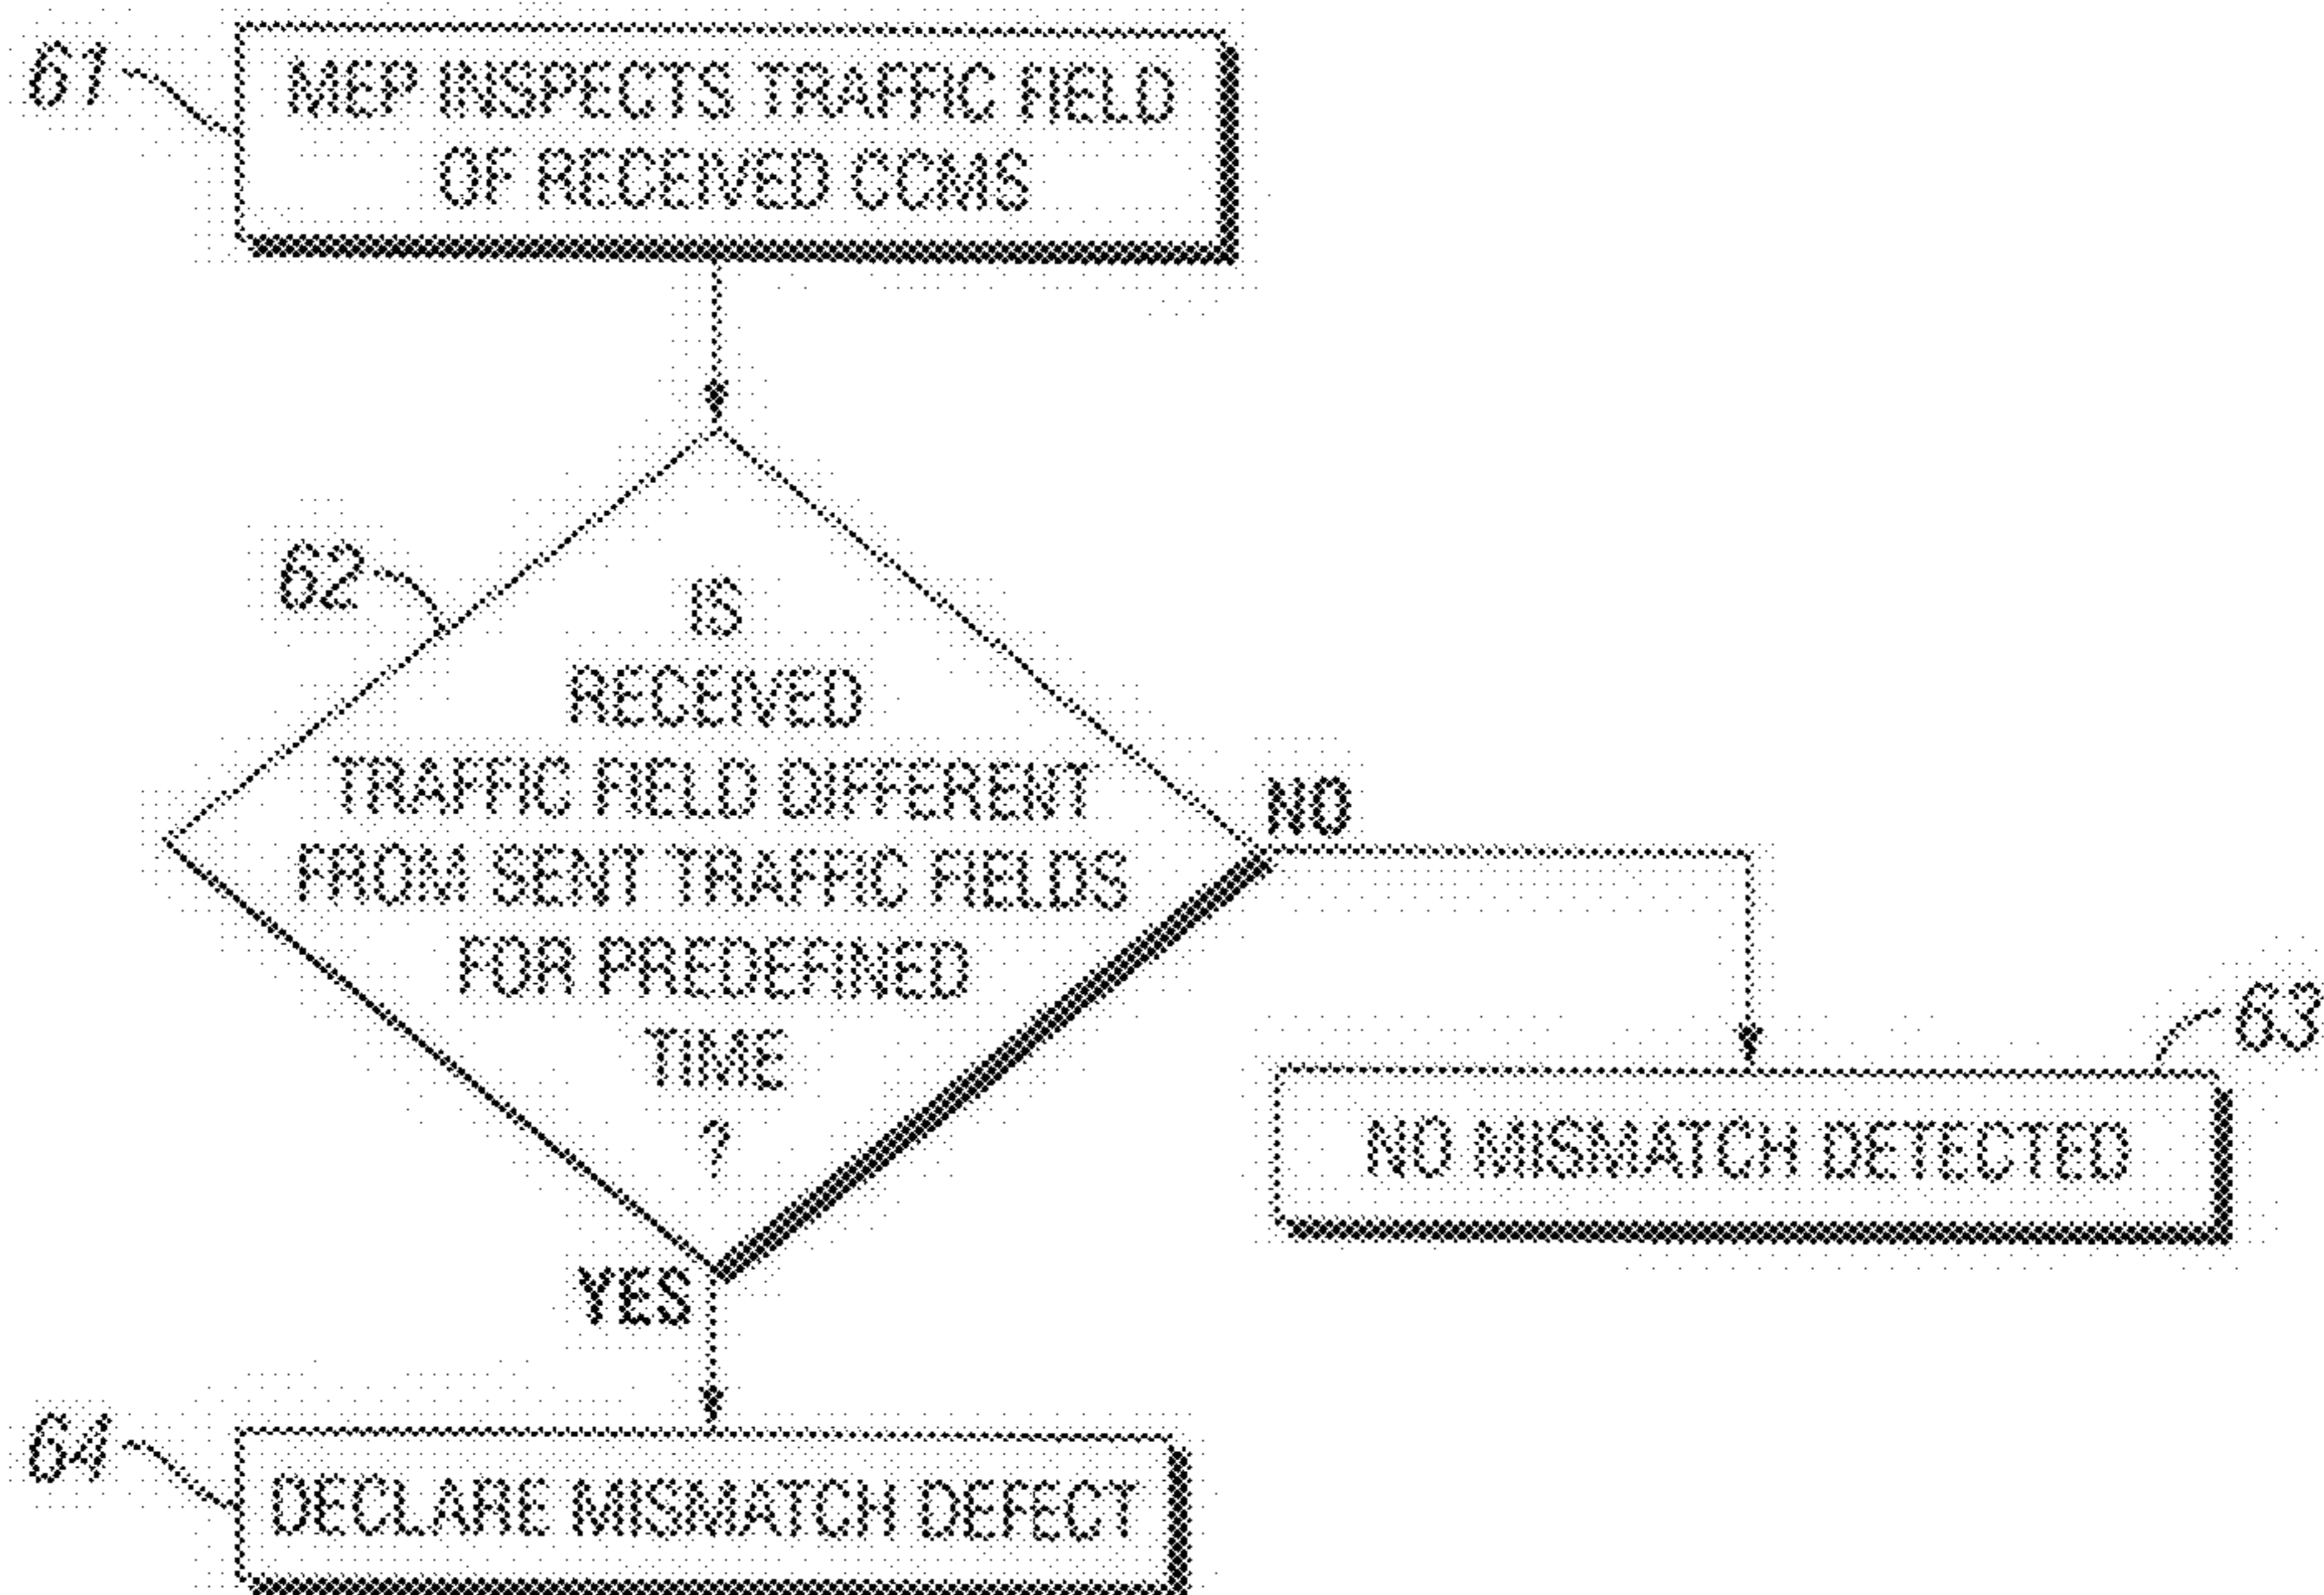 61
MEP INSPECTS TRAFFIC FIELD
OF RECEIVED CCMS
62
IS
RECEIVED
TRAFFIC FIELD DIFFERENT
FROM SENT TRAFFIC FIELDS
FOR PREDEFINED
TIME
?
NO
63
NO MISMATCH DETECTED
YES
64
DECLARE MISMATCH DEFECT